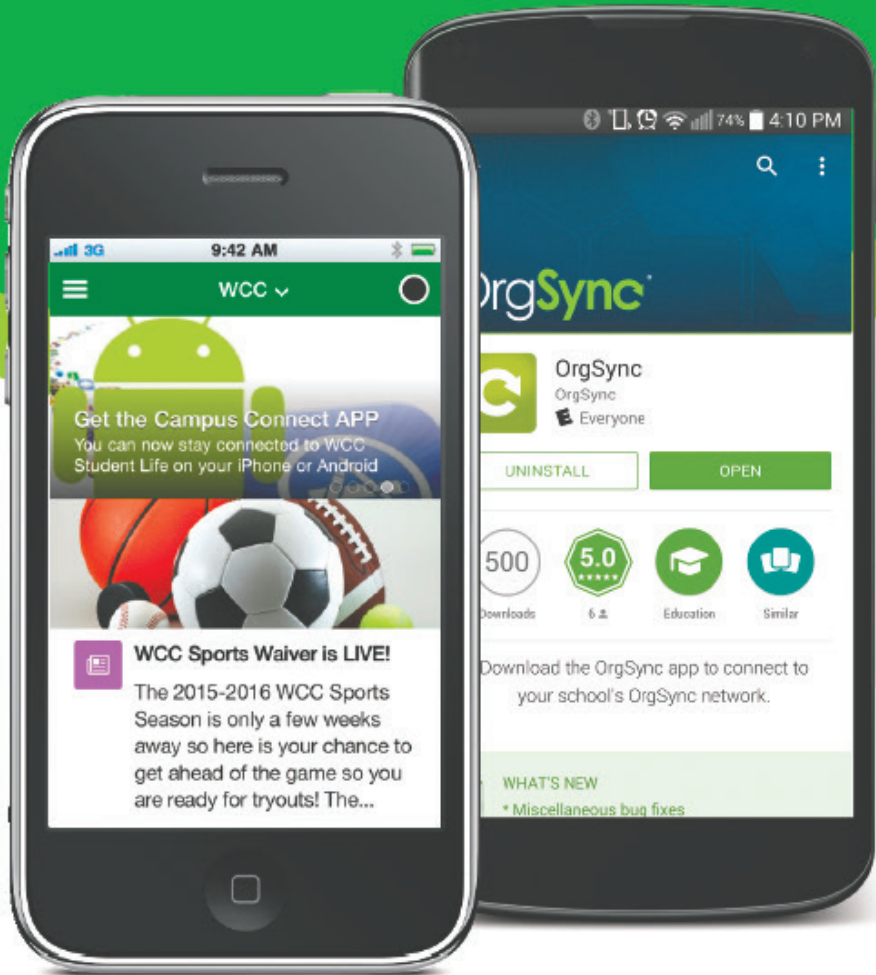 3G 9:42 AM
WCC
Get the Campus Connect APP
You can now stay connected to WCC
Student Life on your iPhone or Android
WCC Sports Waiver is LIVE!
The 2015-2016 WCC Sports
Season is only a few weeks
away so here is your chance to
get ahead of the game so you
are ready for tryouts! The...
74% 4:10 PM
OrgSync
OrgSync
OrgSync
E Everyone
UNINSTALL OPEN
500 5.0
Downloads 6 Education Similar
Download the OrgSync app to connect to
your school's OrgSync network.
WHAT'S NEW
* Miscellaneous bug fixes